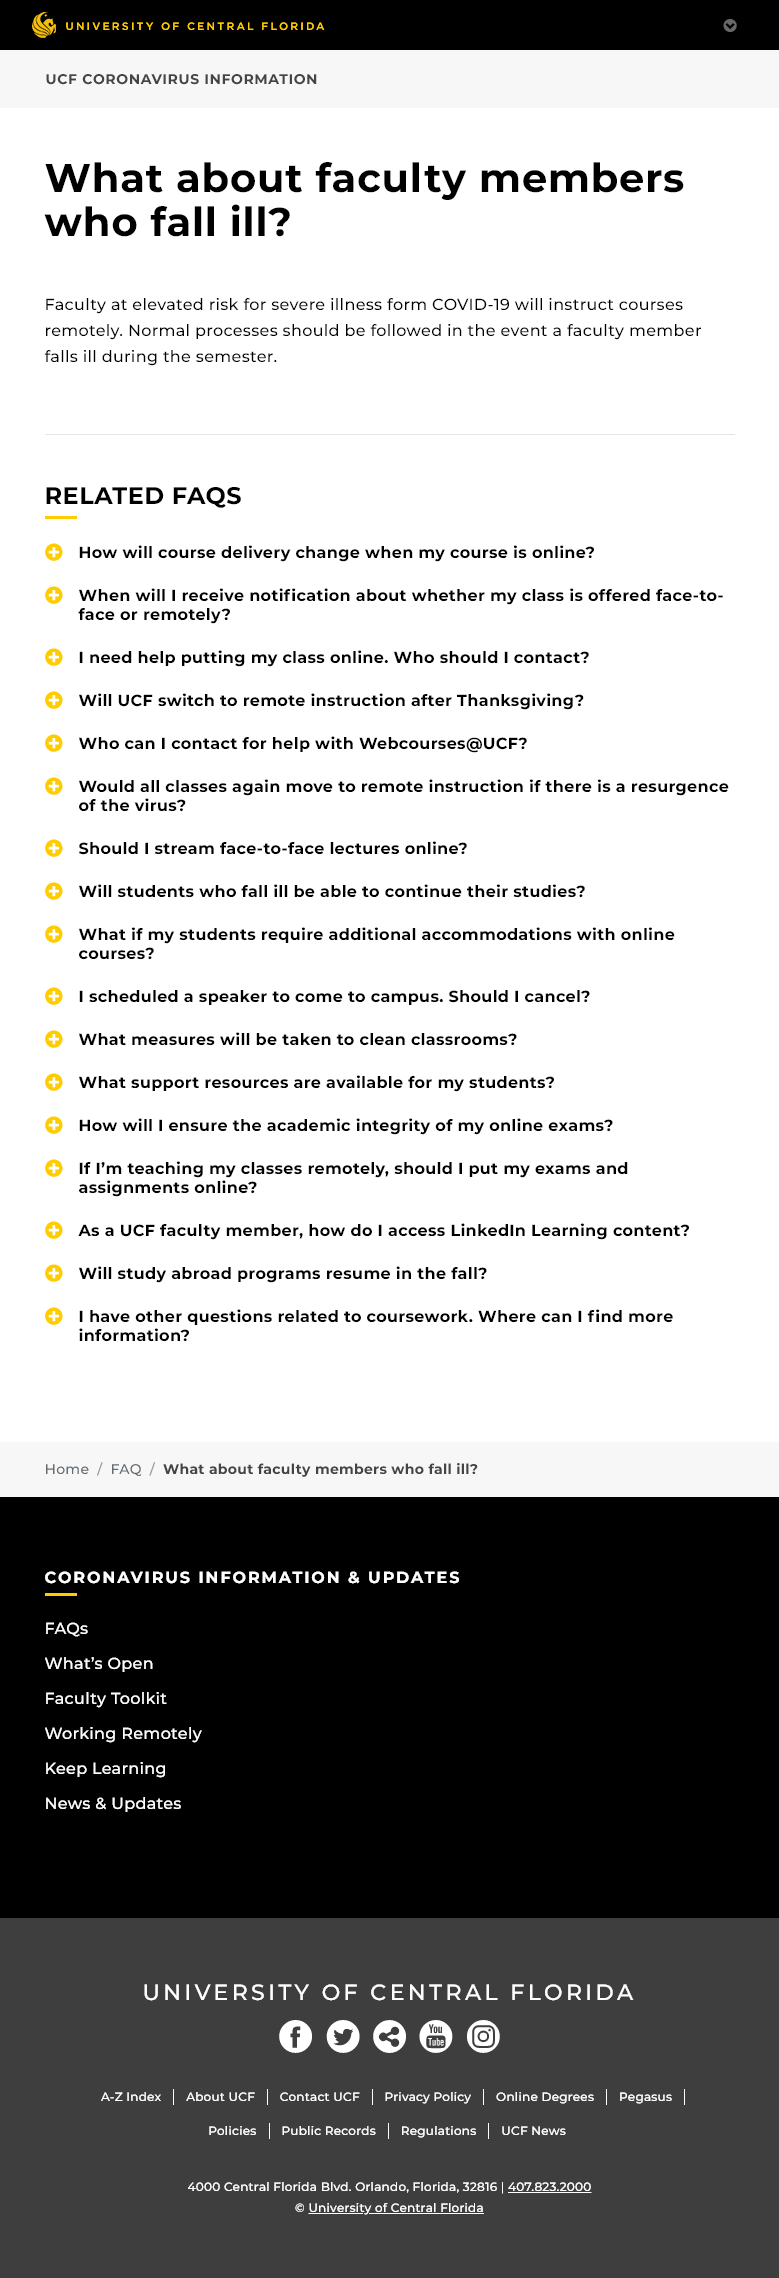 UNIVERSITY OF CENTRAL FLORIDA
UCF CORONAVIRUS INFORMATION
What about faculty members
who fall ill?
Faculty at elevated risk for severe illness form COVID-19 will instruct courses
remotely. Normal processes should be followed in the event a faculty member
falls ill during the semester.
RELATED FAQS
How will course delivery change when my course is online?
When will I receive notification about whether my class is offered face-to-
face or remotely?
I need help putting my class online. Who should I contact?
Will UCF switch to remote instruction after Thanksgiving?
Who can I contact for help with Webcourses@UCF?
Would all classes again move to remote instruction if there is a resurgence
of the virus?
Should I stream face-to-face lectures online?
Will students who fall ill be able to continue their studies?
What if my students require additional accommodations with online
courses?
I scheduled a speaker to come to campus. Should I cancel?
What measures will be taken to clean classrooms?
What support resources are available for my students?
How will I ensure the academic integrity of my online exams?
If I’m teaching my classes remotely, should I put my exams and
assignments online?
As a UCF faculty member, how do I access LinkedIn Learning content?
Will study abroad programs resume in the fall?
I have other questions related to coursework. Where can I find more
information?
Home / FAQ / What about faculty members who fall ill?
CORONAVIRUS INFORMATION & UPDATES
FAQs
What’s Open
Faculty Toolkit
Working Remotely
Keep Learning
News & Updates
UNIVERSITY OF CENTRAL FLORIDA
You
Tube
A-Z Index | About UCF | Contact UCF | Privacy Policy | Online Degrees | Pegasus |
Policies | Public Records | Regulations | UCF News
4000 Central Florida Blvd. Orlando, Florida, 32816 | 407.823.2000
© University of Central Florida